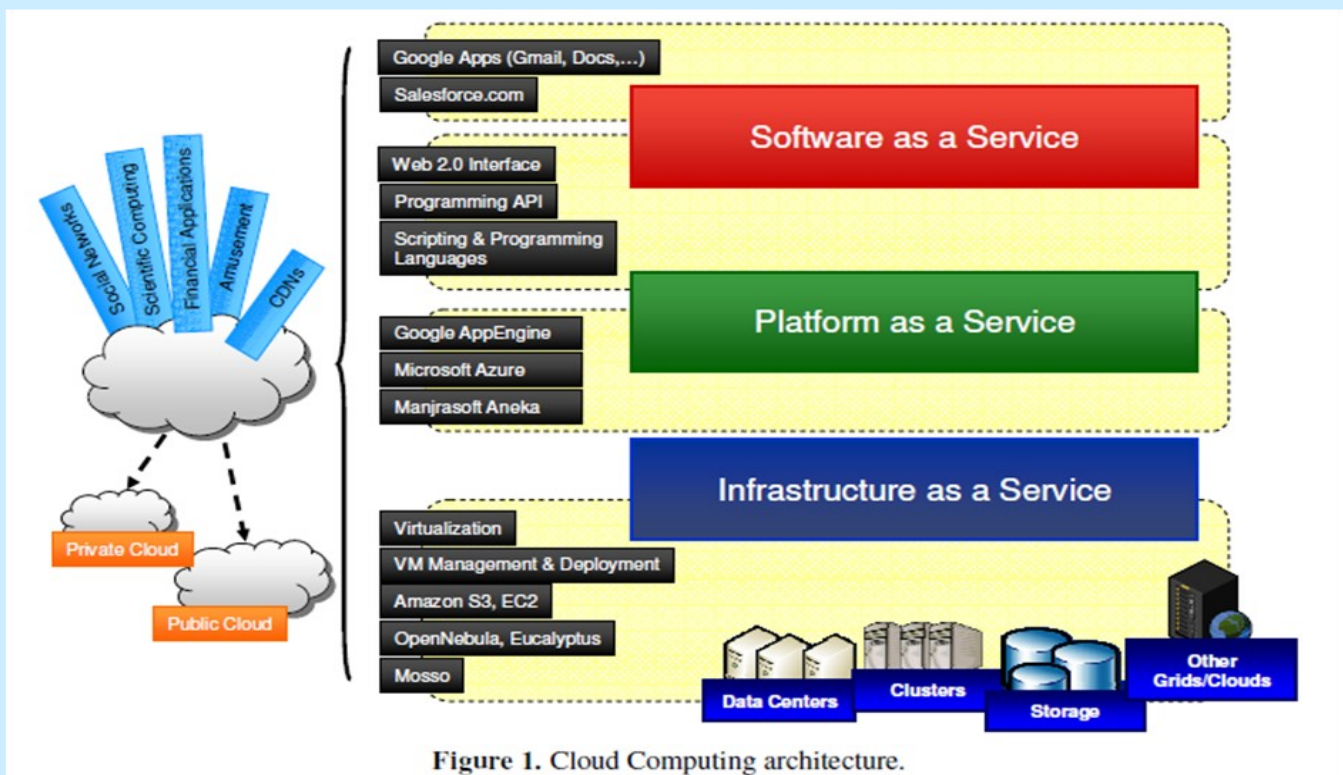 Google Apps (Gmail, Docs,...)
Salesforce.com
Software as a Service
Web 2.0 Interface
Programming API
Scripting & Programming
Languages
Platform as a Service
Google AppEngine
Microsoft Azure
Manjrasoft Aneka
Infrastructure as a Service
Virtualization
VM Management & Deployment
Amazon S3, EC2
OpenNebula, Eucalyptus
Mosso
Data Centers
Clusters
Storage
Other
Grids/Clouds
Social Networks
Scientific Computing
Financial Applications
Amusement
CDNs
Private Cloud
Public Cloud
Figure 1. Cloud Computing architecture.